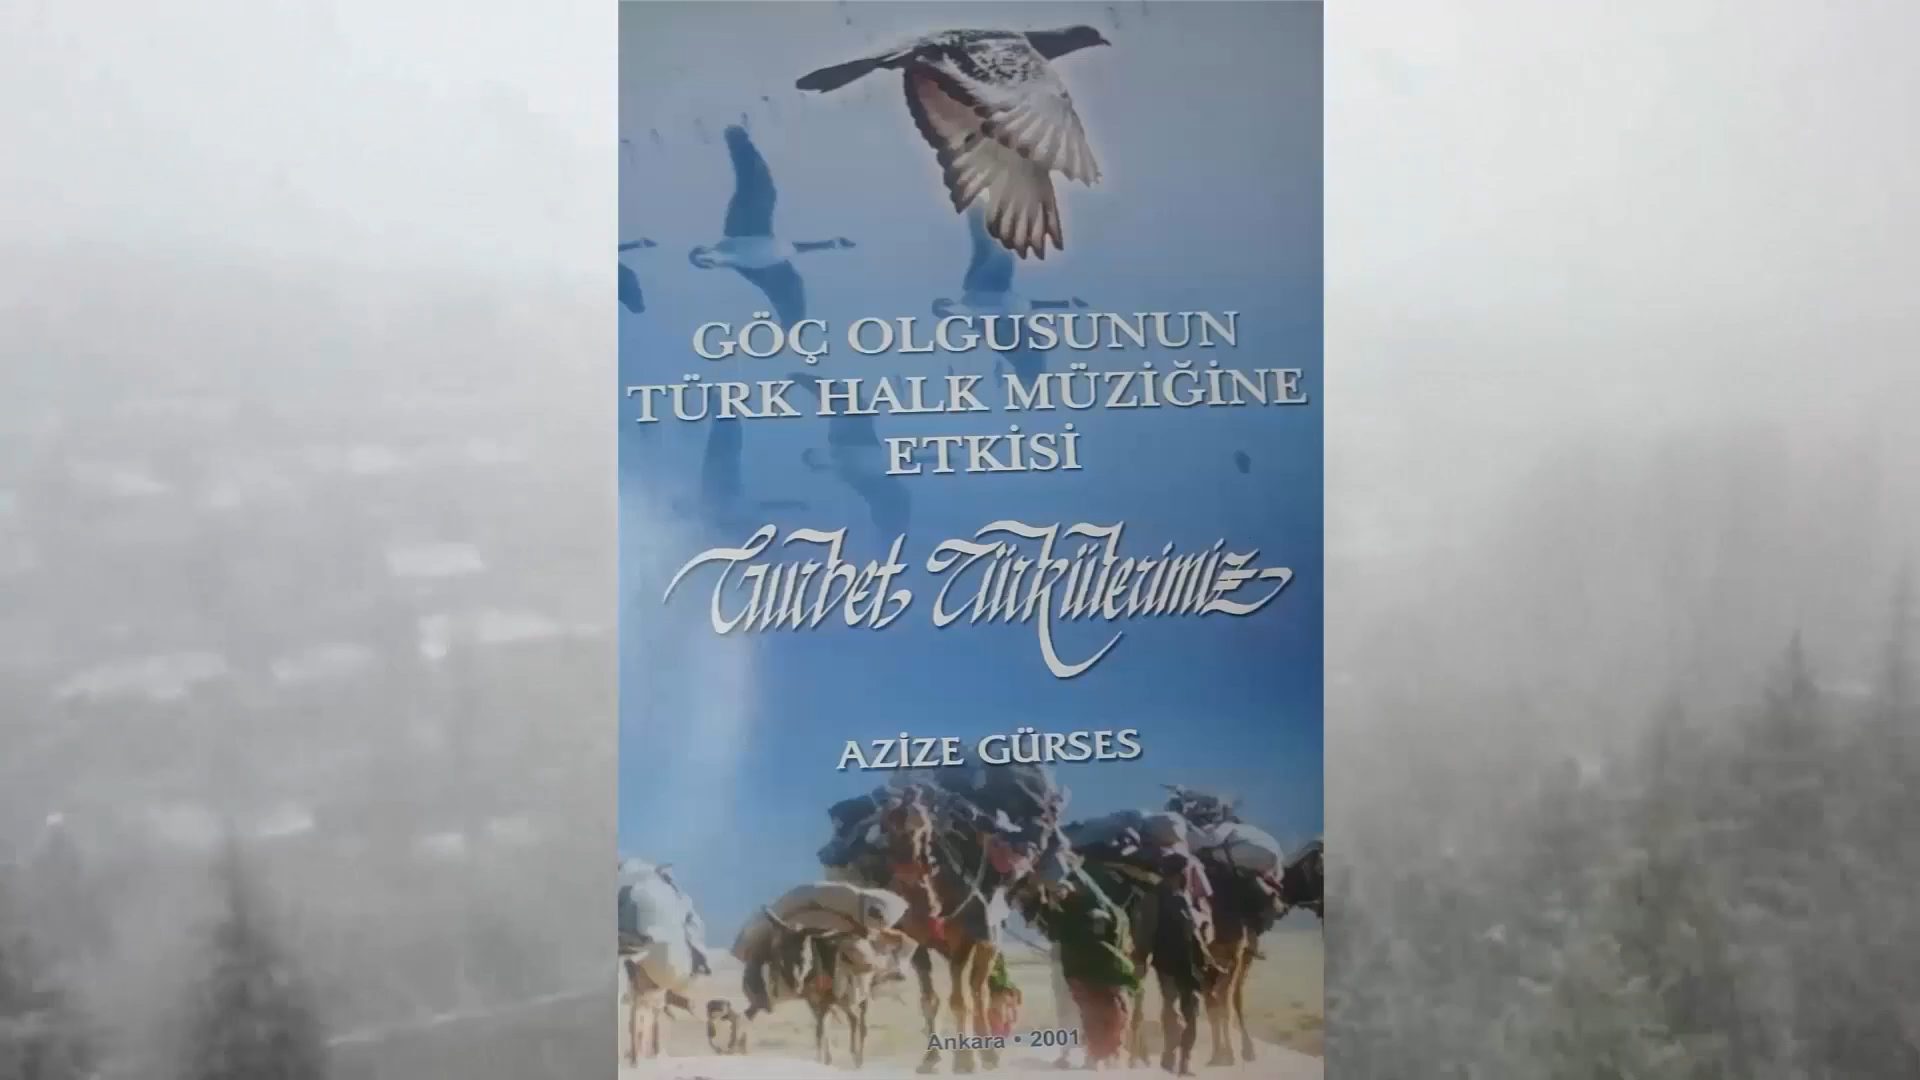 GÖÇ OLGUSUNUN
TÜRK HALK MÜZİĞİNE
ETKİSİ
Gurbet Türkülerimiz
AZİZE GÜRSES
Ankara • 2001